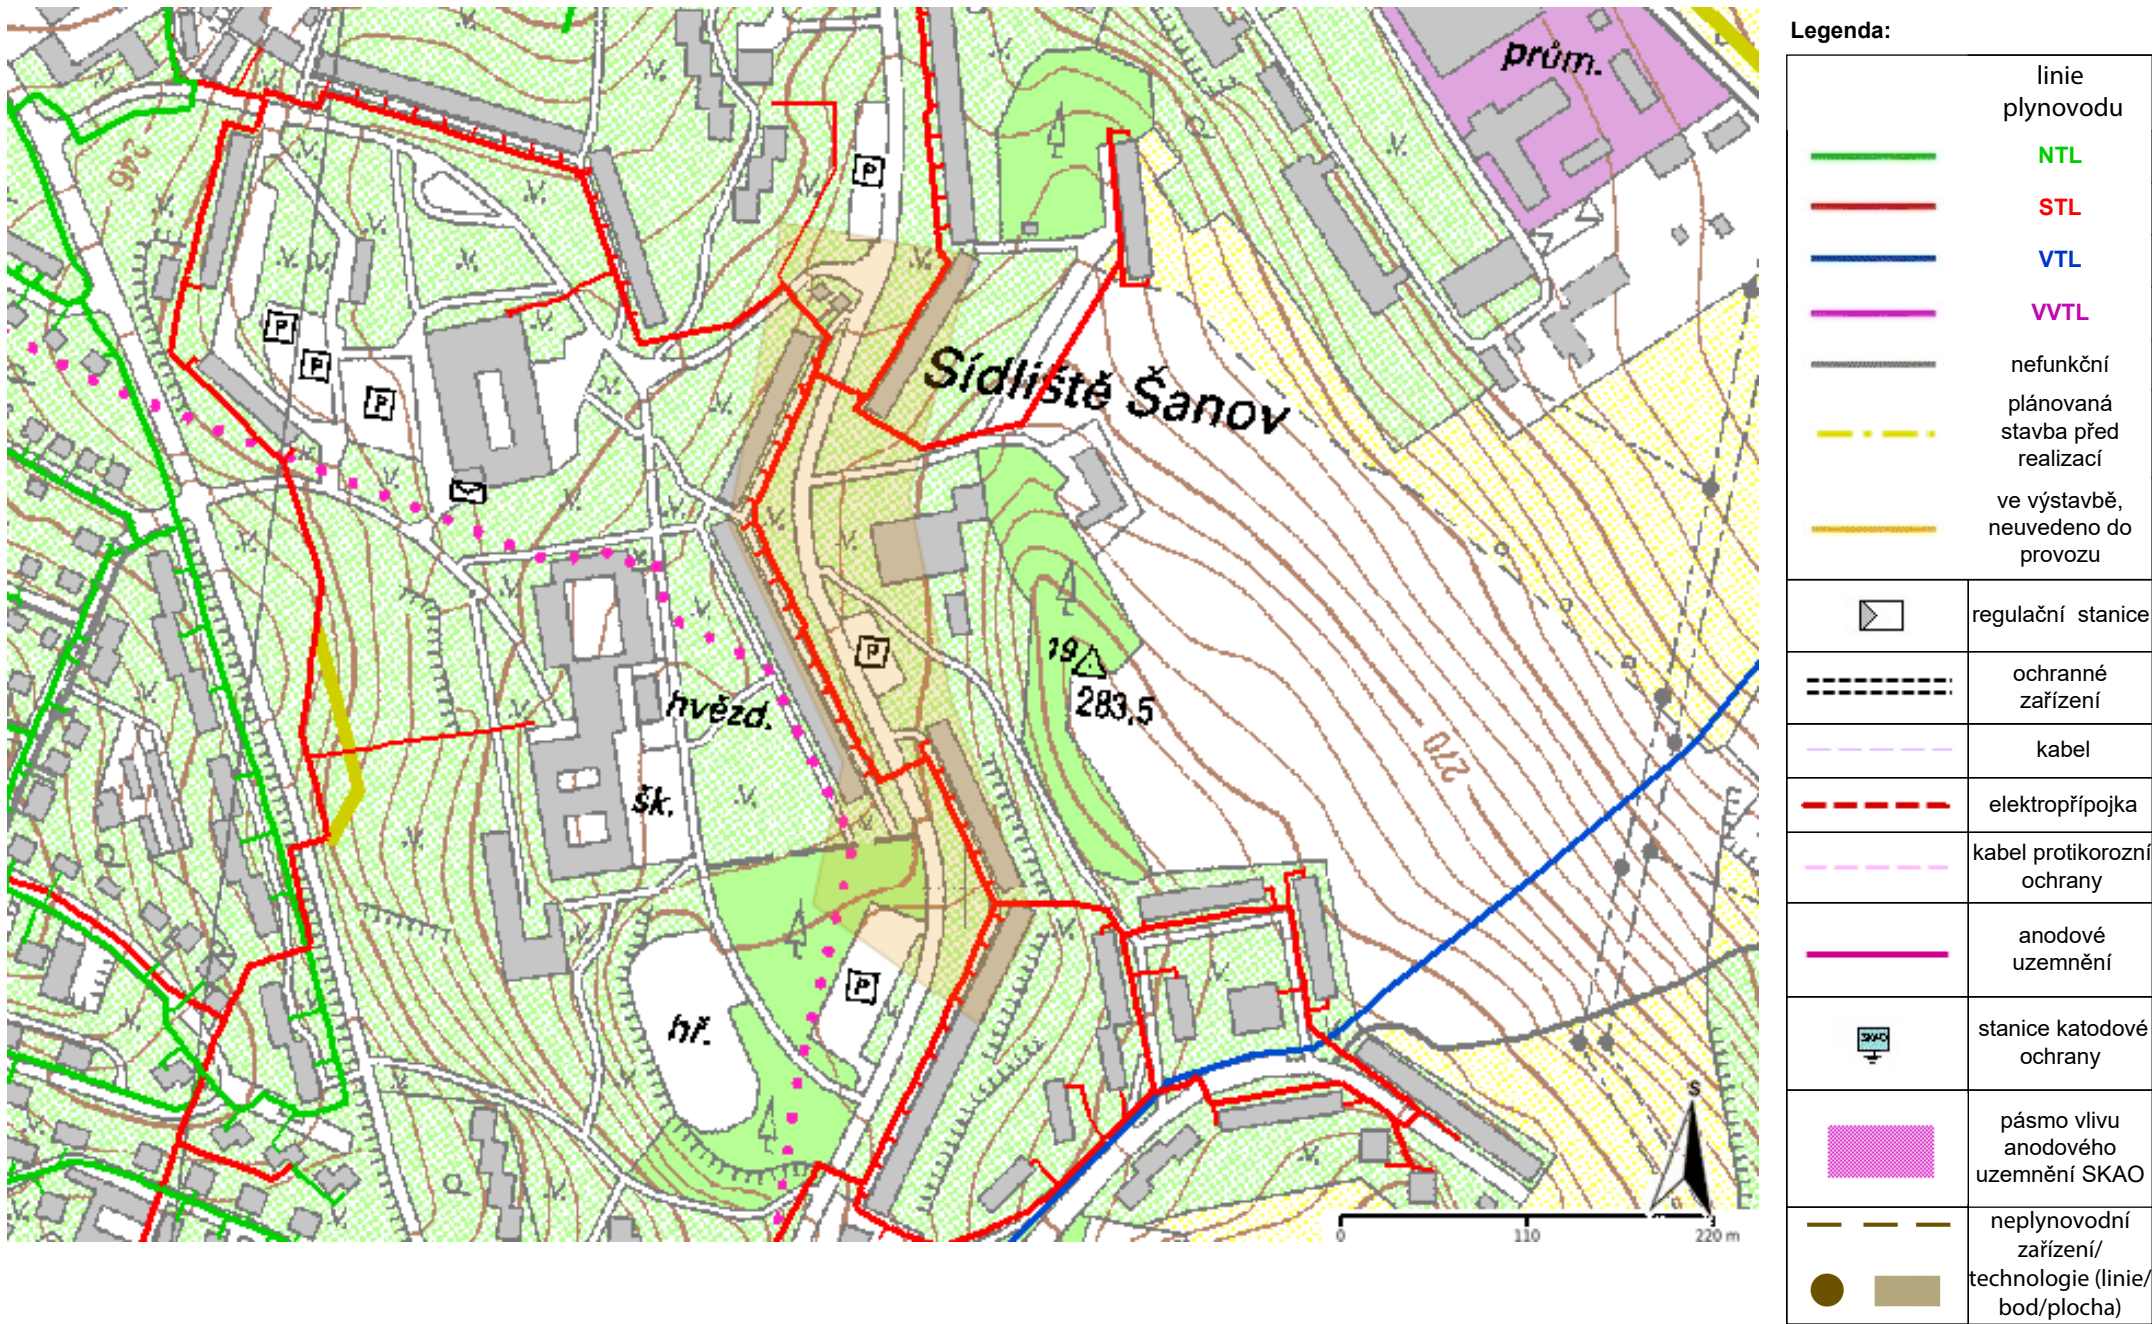 prům.
246
P
P
P
P
Sídliště Šanov
P
19
283,5
hvězd.
270
šk.
P
hř.
S
0 110 220 m
Legenda:
linie
plynovodu
NTL
STL
VTL
VVTL
nefunkční
plánovaná
stavba před
realizací
ve výstavbě,
neuvedeno do
provozu
regulační stanice
ochranné
zařízení
kabel
elektropřípojka
kabel protikorozní
ochrany
anodové
uzemnění
SKAO
stanice katodové
ochrany
pásmo vlivu
anodového
uzemnění SKAO
neplynovodní
zařízení/
technologie (linie/
bod/plocha)